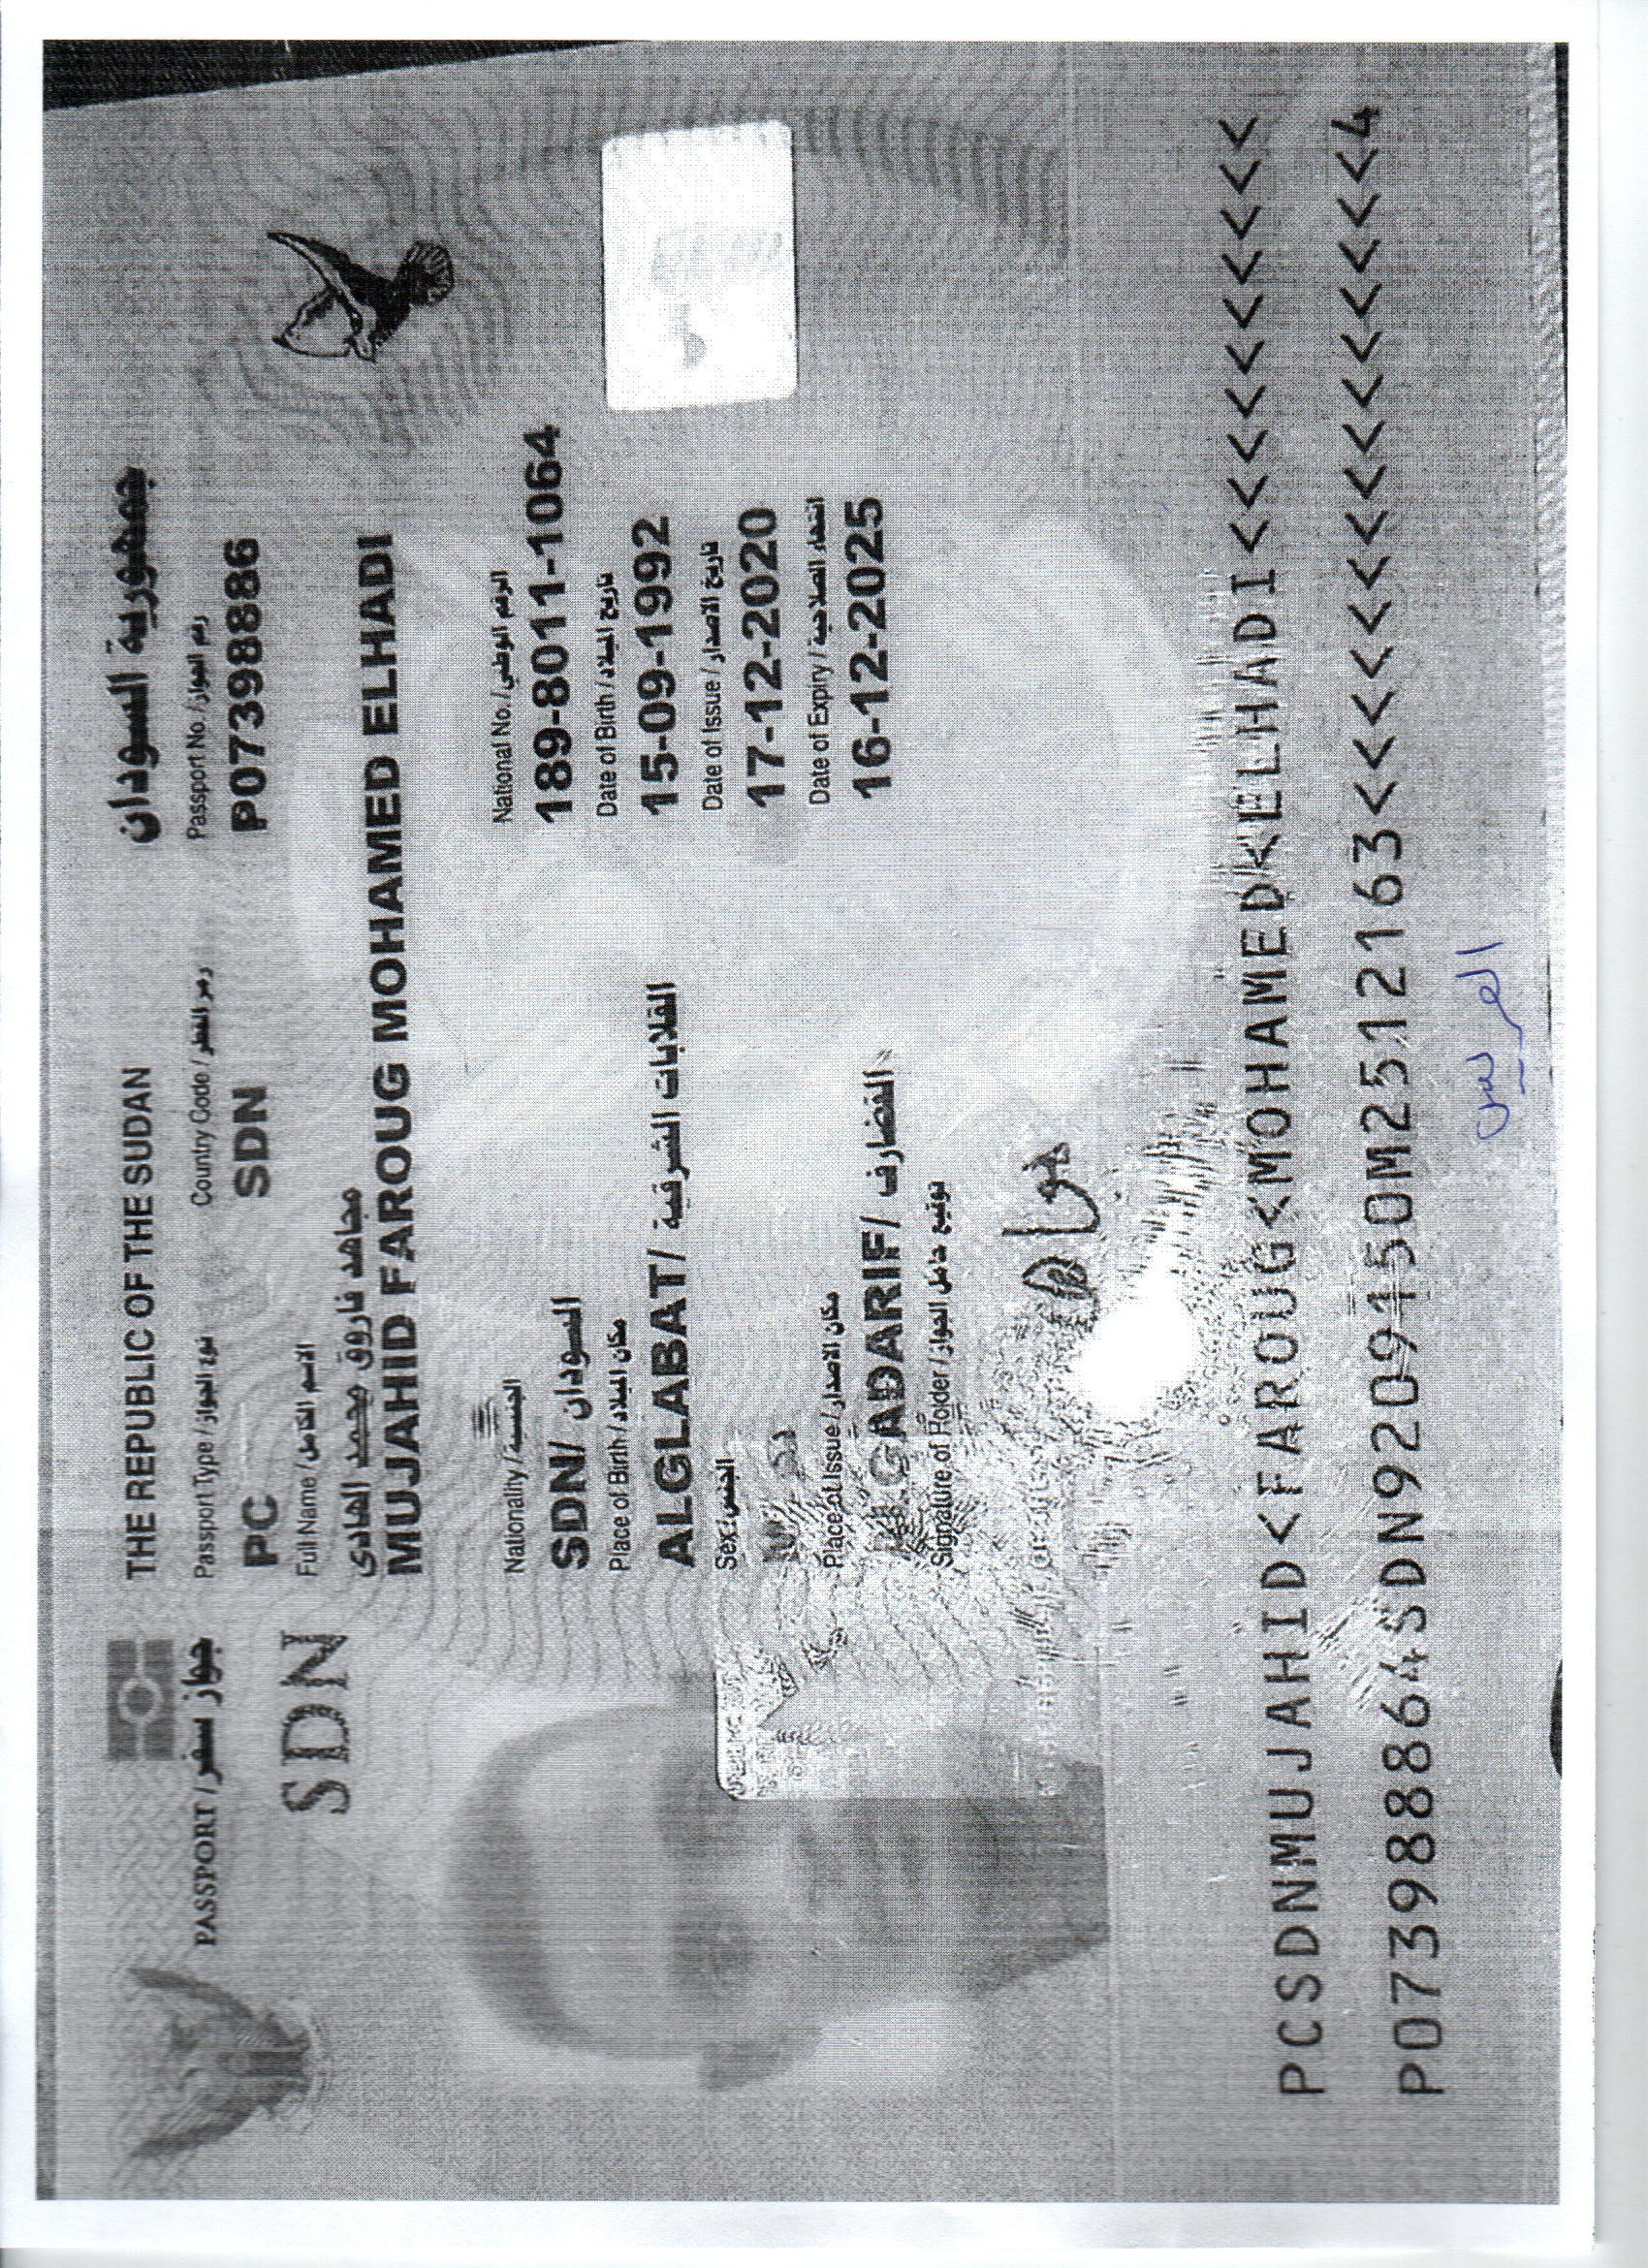 THE REPUBLIC OF THE SUDAN
جمهورية السودان
PASSPORT / جواز سفر
Passport Type / نوع الجواز
Country Code / رمز القطر
Passport No. / رقم الجواز
PC
SDN
P07398886
SDN
Full Name / الاسم الكامل
مجاهد فاروق محمد الهادى
MUJAHID FAROUG MOHAMED ELHADI
Nationality / الجنسية
National No. / الرقم الوطني
SDN/ السودان
189-8011-1064
Place of Birth / مكان الميلاد
Date of Birth / تاريخ الميلاد
ALGLABAT/ القلابات الشرقية
15-09-1992
Sex / الجنس
Date of Issue / تاريخ الاصدار
17-12-2020
Place of Issue / مكان الاصدار
Date of Expiry / انتهاء الصلاحية
ALGADARIF/ القضارف
16-12-2025
Signature of Holder / توقيع حامل الجواز
PCSDNMUJAHID<FAROUG<MOHAMED<ELHADI<<<<<<<<<<
P073988864SDN9209150M2512163<<<<<<<<<<<<<<<4
العريس